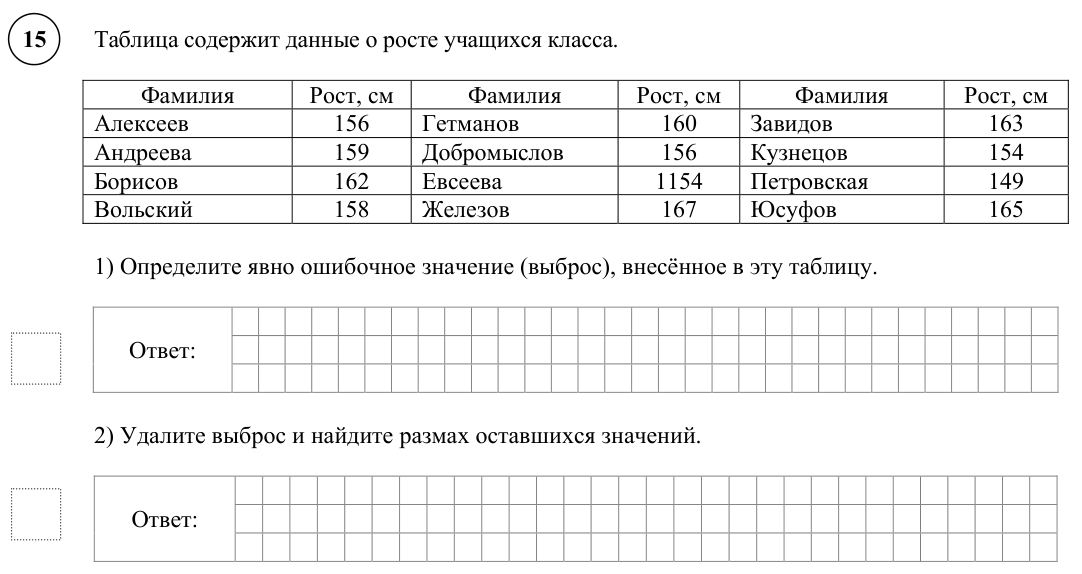 15 Таблица содержит данные о росте учащихся класса.
Фамилия Рост, см Фамилия Рост, см Фамилия Рост, см
Алексеев 156 Гетманов 160 Завидов 163
Андреева 159 Добромыслов 156 Кузнецов 154
Борисов 162 Евсеева 1154 Петровская 149
Вольский 158 Железов 167 Юсуфов 165
1) Определите явно ошибочное значение (выброс), внесённое в эту таблицу.
Ответ:
2) Удалите выброс и найдите размах оставшихся значений.
Ответ: